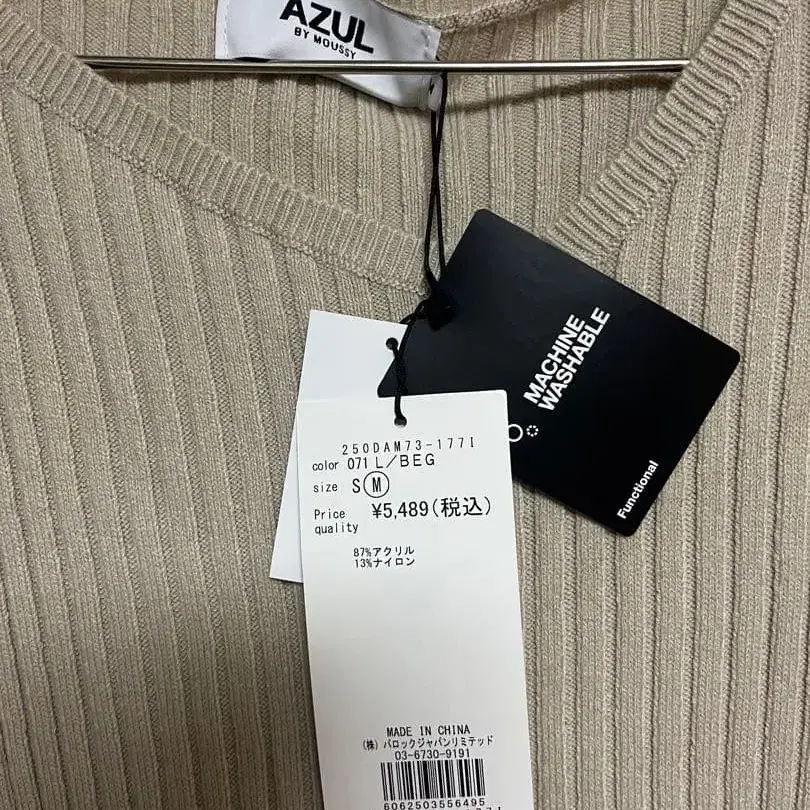 AZUL
BY MOUSSY
MACHINE
WASHABLE
Functional
250DAM73-177I
color 071 L/BEG
size S M
Price ¥5,489(税込)
quality
87%アクリル
13%ナイロン
MADE IN CHINA
(株) バロックジャパンリミテッド
03-6730-9191
6062503556495